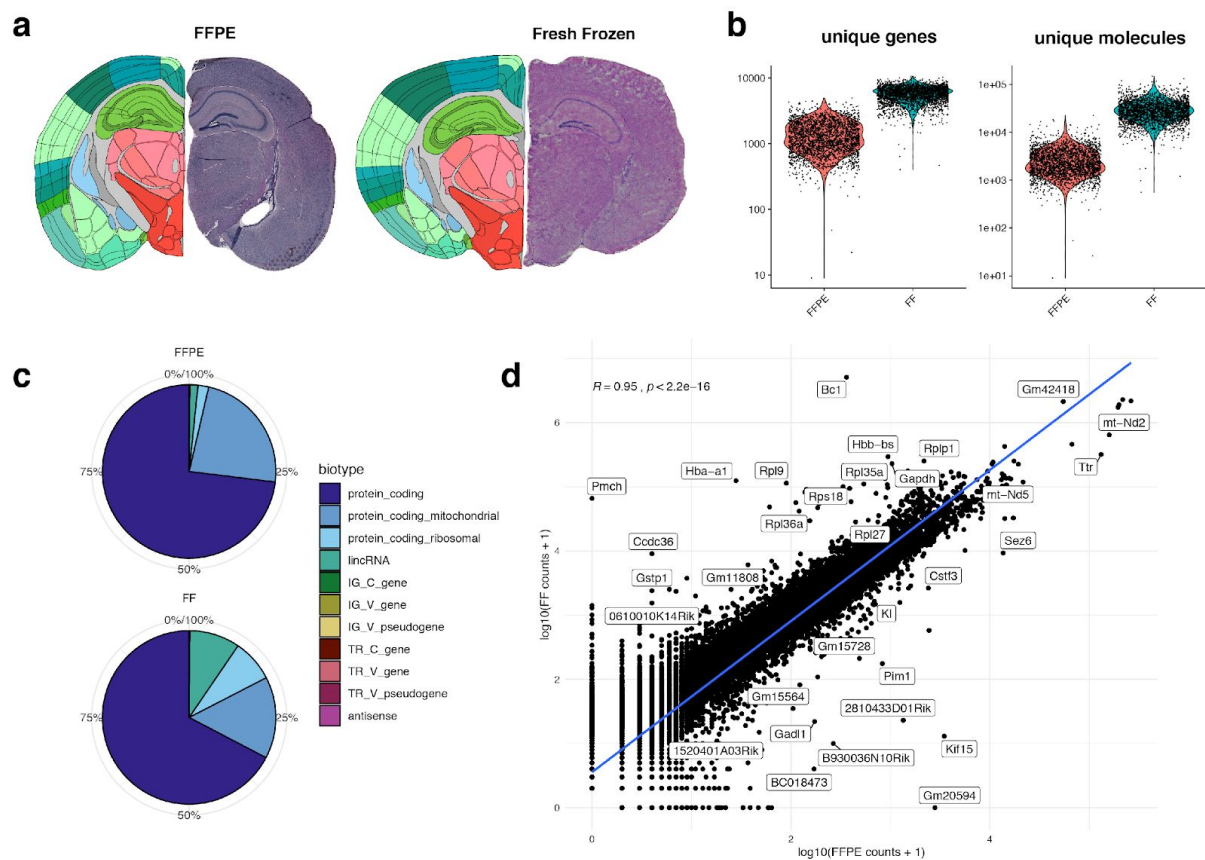 a
FFPE
Fresh Frozen
b
unique genes
unique molecules
10000
1000
100
10
FFPE
FF
1e+05
1e+04
1e+03
1e+02
1e+01
FFPE
FF
c
FFPE
0%/100%
75%
25%
50%
FF
0%/100%
75%
25%
50%
biotype
protein_coding
protein_coding_mitochondrial
protein_coding_ribosomal
lincRNA
IG_C_gene
IG_V_gene
IG_V_pseudogene
TR_C_gene
TR_V_gene
TR_V_pseudogene
antisense
d
R = 0.95 , p < 2.2e-16
Bc1
Gm42418
mt-Nd2
Hbb-bs
Rplp1
Hba-a1
Rpl9
Rpl35a
Gapdh
Ttr
Pmch
Rps18
mt-Nd5
Rpl36a
Rpl27
Sez6
Ccdc36
Gstp1
Gm11808
Cstf3
0610010K14Rik
Kl
Gm15728
Pim1
Gm15564
2810433D01Rik
Gadl1
1520401A03Rik
B930036N10Rik
Kif15
BC018473
Gm20594
6
4
2
0
0
2
4
log10(FF counts + 1)
log10(FFPE counts + 1)